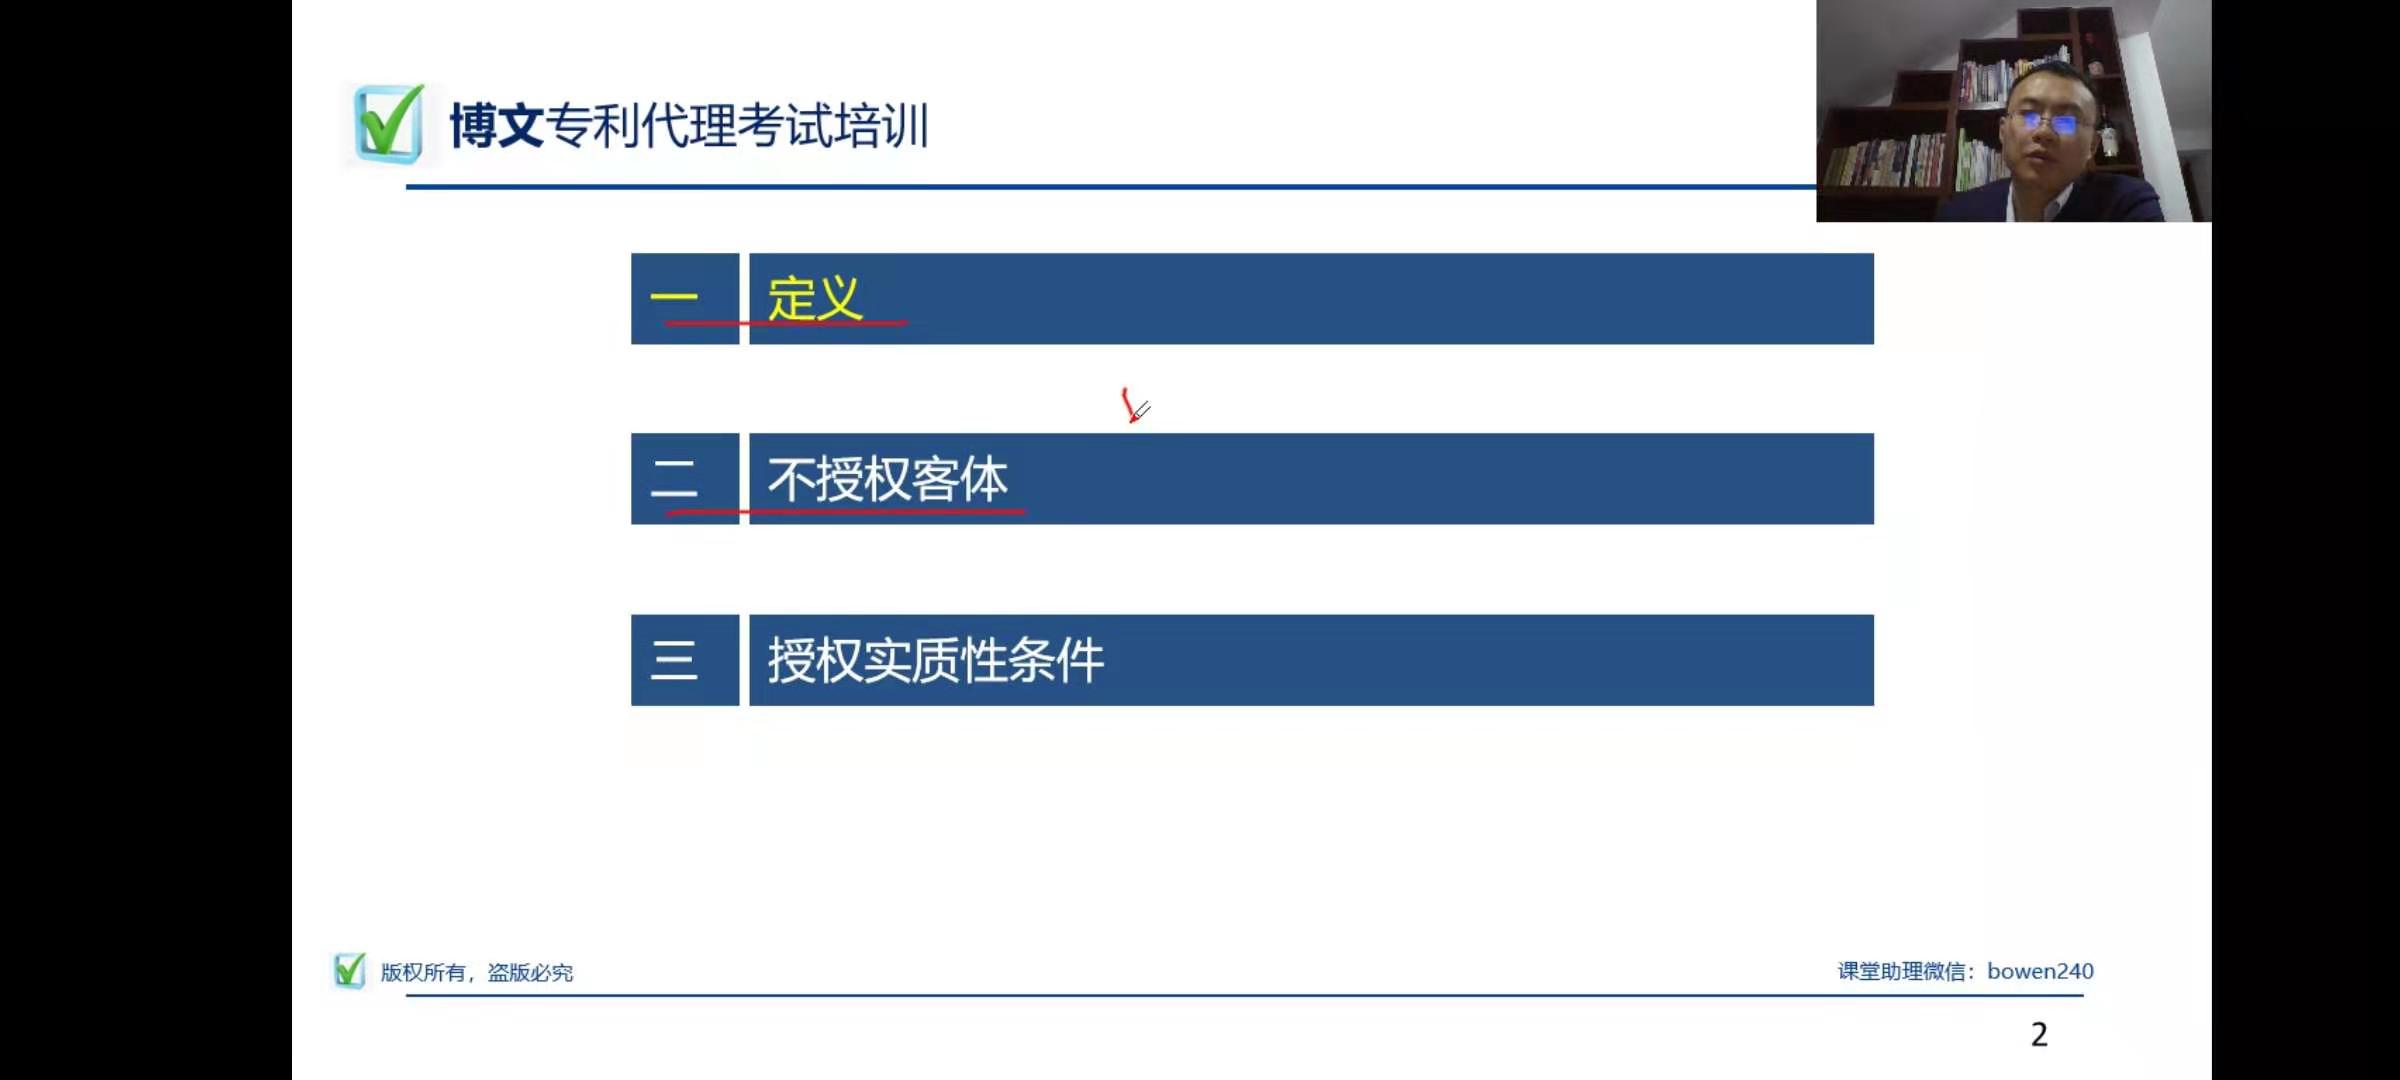 博文专利代理考试培训
一 定义
二 不授权客体
三 授权实质性条件
版权所有，盗版必究
课堂助理微信：bowen240
2